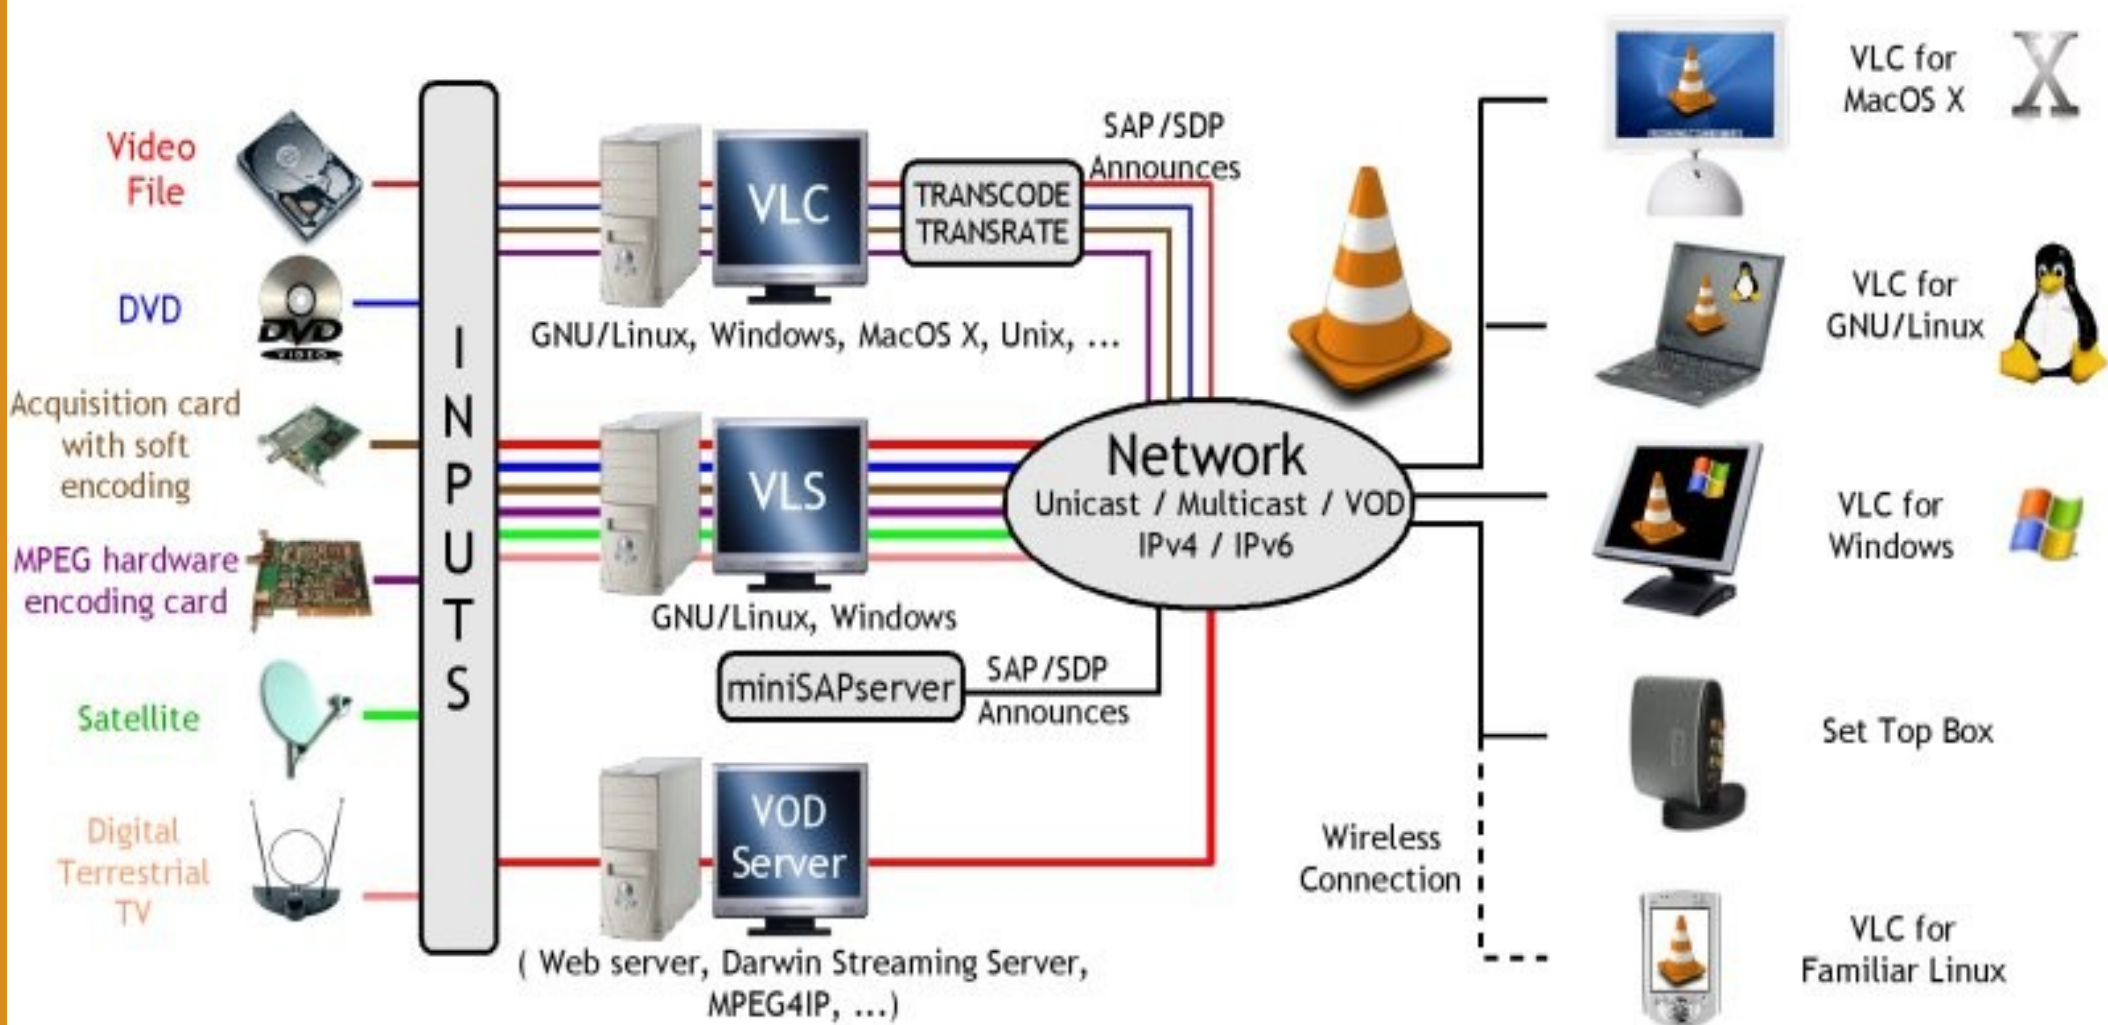 Video
File
DVD
DVD
VIDEO
Acquisition card
with soft
encoding
MPEG hardware
encoding card
Satellite
Digital
Terrestrial
TV
INPUTS
VLC
TRANSCODE
TRANSRATE
SAP/SDP
Announces
GNU/Linux, Windows, MacOS X, Unix, ...
VLS
GNU/Linux, Windows
Network
Unicast / Multicast / VOD
IPv4 / IPv6
miniSAPserver
SAP/SDP
Announces
VOD
Server
( Web server, Darwin Streaming Server,
MPEG4IP, ...)
Wireless
Connection
VLC for
MacOS X
X
VLC for
GNU/Linux
VLC for
Windows
Set Top Box
VLC for
Familiar Linux